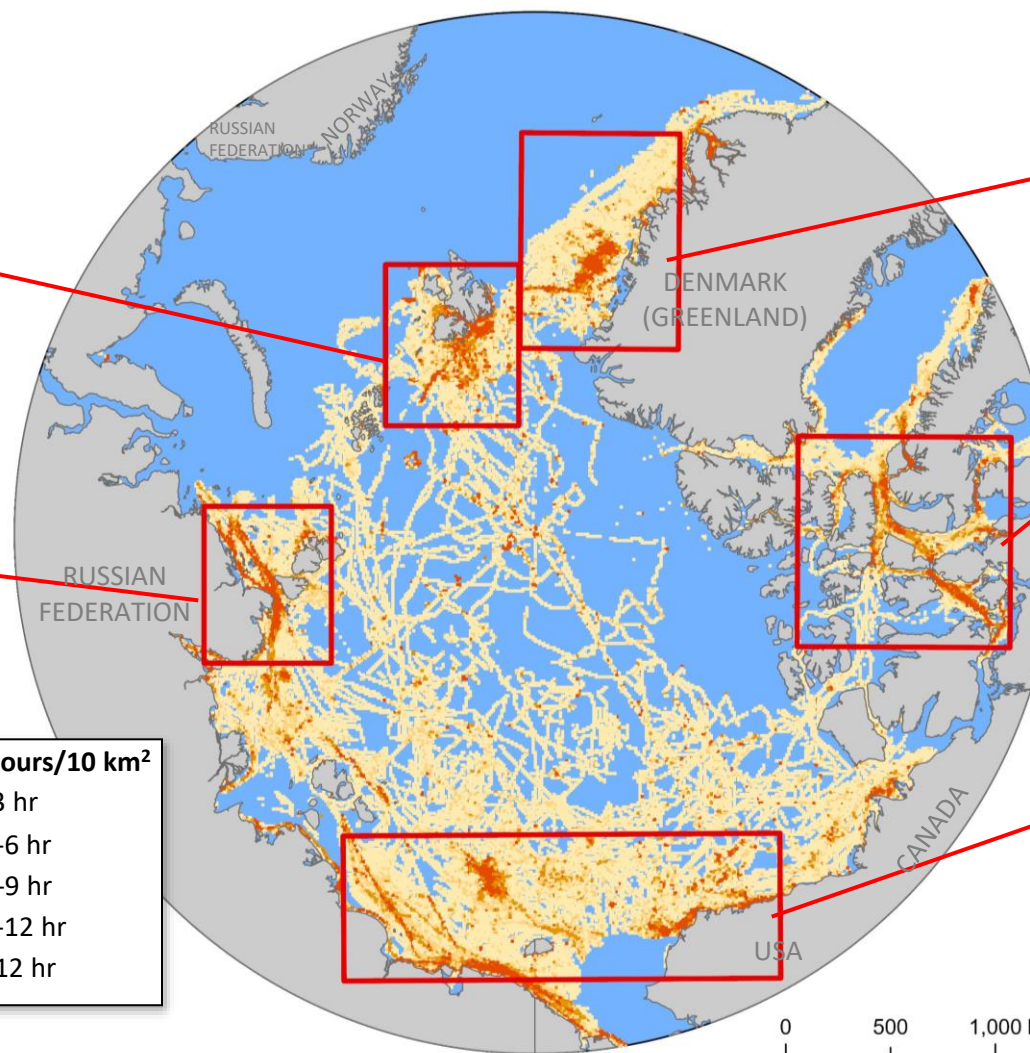 RUSSIAN
FEDERATION
NORWAY
DENMARK
(GREENLAND)
RUSSIAN
FEDERATION
ours/10 km²
3 hr
-6 hr
-9 hr
-12 hr
12 hr
CANADA
USA
0 500 1,000